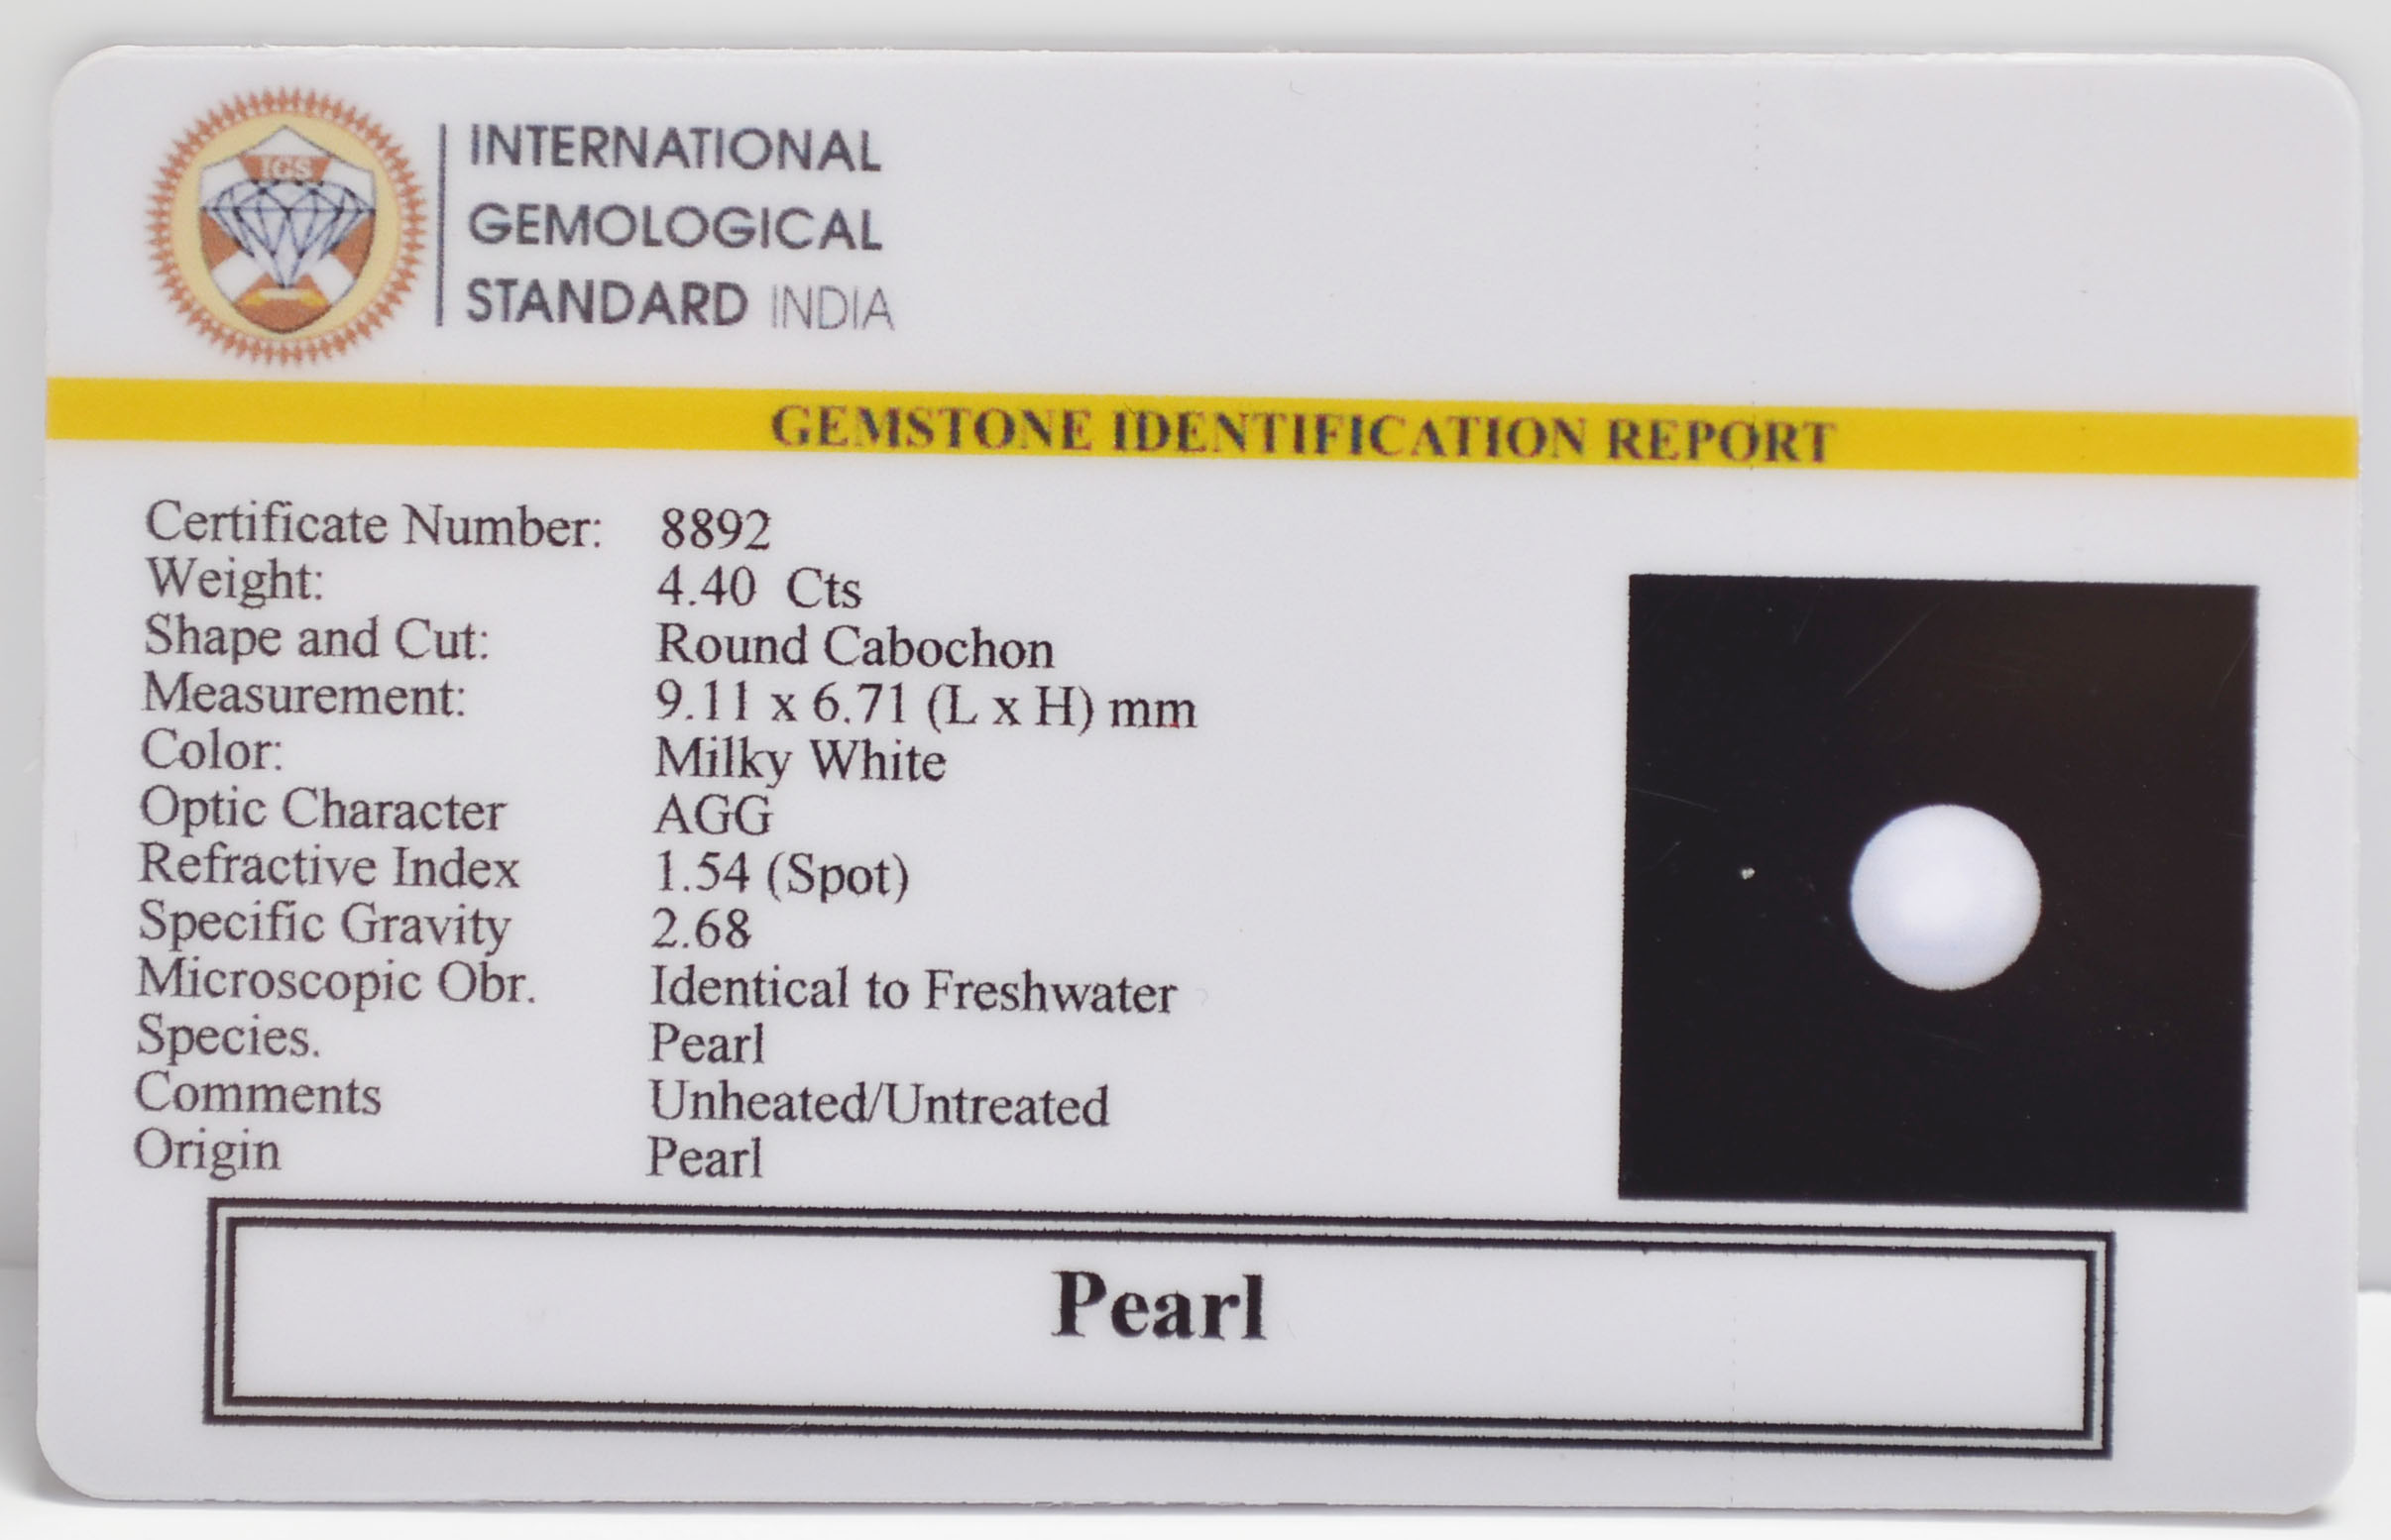 IGS
INTERNATIONAL
GEMOLOGICAL
STANDARD INDIA
GEMSTONE IDENTIFICATION REPORT
Certificate Number: 8892
Weight: 4.40 Cts
Shape and Cut: Round Cabochon
Measurement: 9.11 x 6.71 (L x H) mm
Color: Milky White
Optic Character AGG
Refractive Index 1.54 (Spot)
Specific Gravity 2.68
Microscopic Obr. Identical to Freshwater
Species. Pearl
Comments Unheated/Untreated
Origin Pearl
Pearl